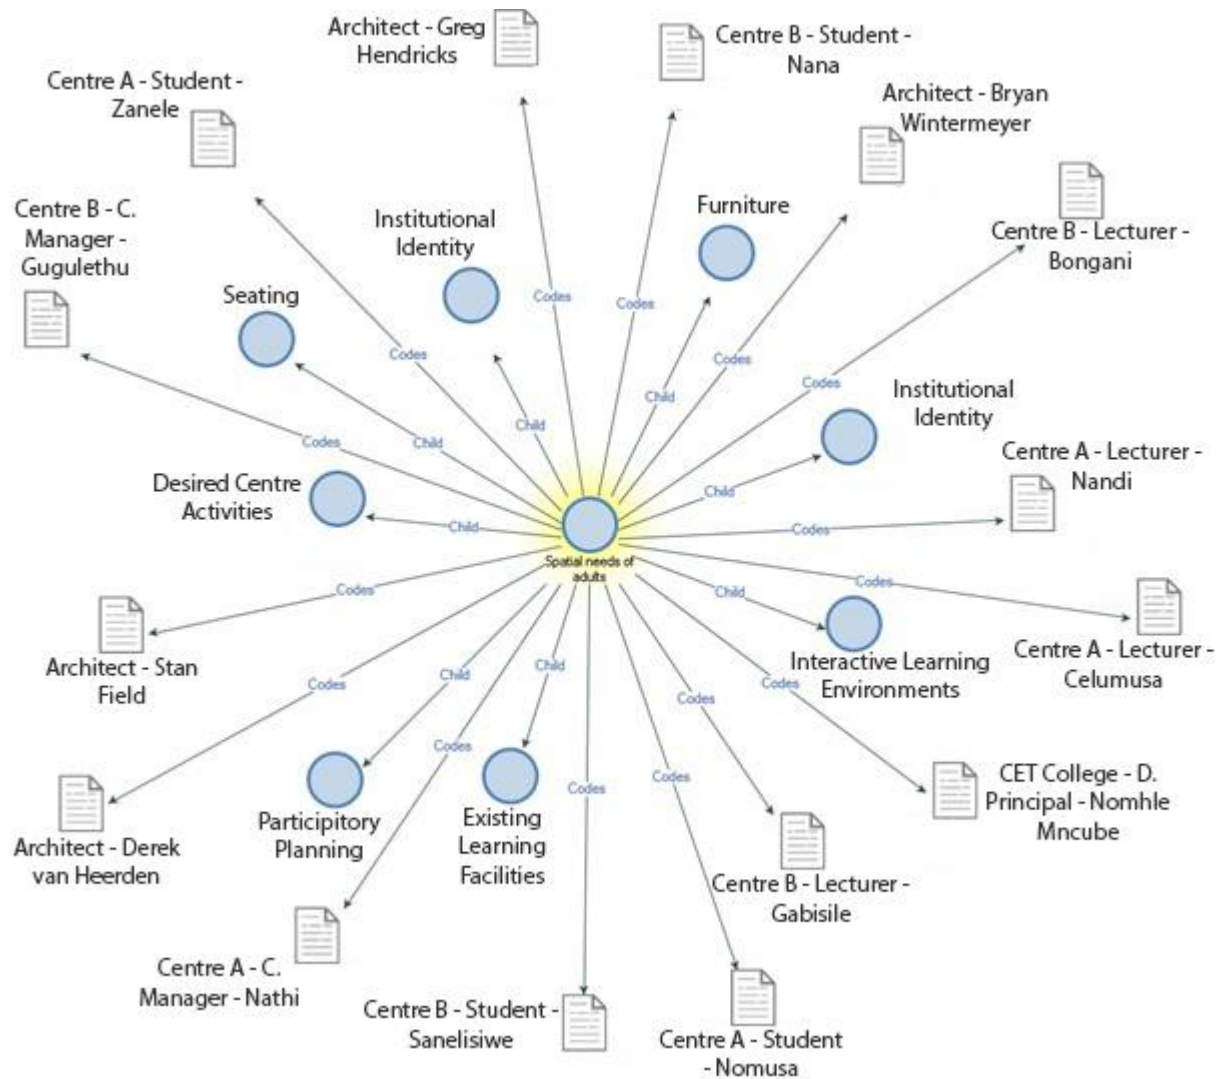 Architect - Greg
Hendricks
Centre B - Student -
Nana
Centre A - Student -
Zanele
Architect - Bryan
Wintermeyer
Centre B - C.
Manager -
Gugulethu
Institutional
Identity
Furniture
Centre B - Lecturer -
Bongani
Seating
Codes
Codes
Codes
Codes
Codes
Child
Institutional
Identity
Child
Codes
Child
Centre A - Lecturer -
Nandi
Desired Centre
Activities
Child
Child
Codes
Spatial needs of
adults
Codes
Codes
Child
Architect - Stan
Field
Child
Interactive Learning
Environments
Centre A - Lecturer -
Celumusa
Codes
Child
Codes
Codes
Codes
Codes
Codes
Participitory
Planning
Existing
Learning
Facilities
CET College - D.
Principal - Nomhle
Mncube
Architect - Derek
van Heerden
Centre B - Lecturer -
Gabisile
Centre A - C.
Manager - Nathi
Centre B - Student -
Sanelisiwe
Centre A - Student
- Nomusa